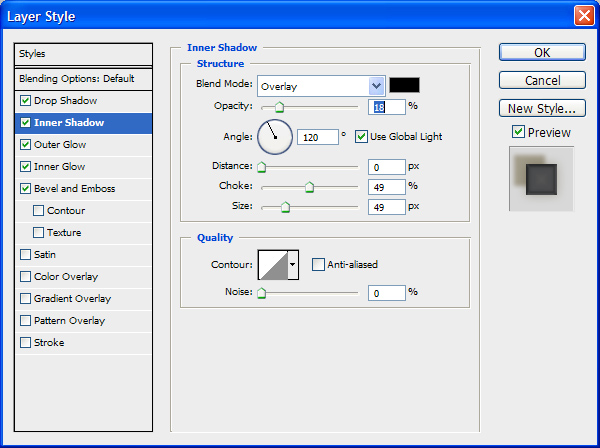 Layer Style
Styles
Blending Options: Default
Drop Shadow
Inner Shadow
Outer Glow
Inner Glow
Bevel and Emboss
Contour
Texture
Satin
Color Overlay
Gradient Overlay
Pattern Overlay
Stroke
Inner Shadow
Structure
Blend Mode: Overlay
Opacity: 18 %
Angle: 120 ° Use Global Light
Distance: 0 px
Choke: 49 %
Size: 49 px
Quality
Contour: Anti-aliased
Noise: 0 %
OK
Cancel
New Style...
Preview